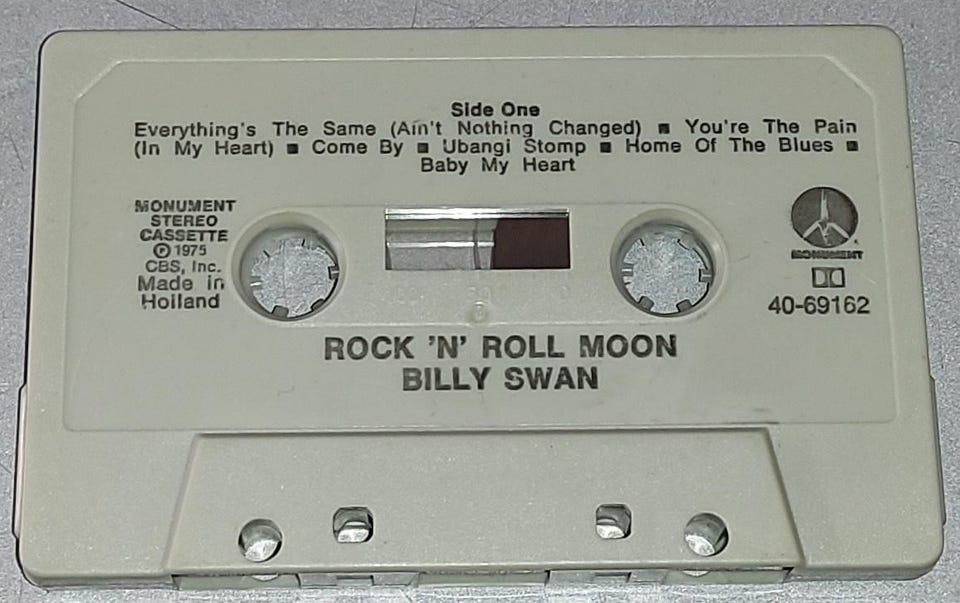 Side One
Everything's The Same (Ain't Nothing Changed) ■ You're The Pain
(In My Heart) ■ Come By ■ Ubangi Stomp ■ Home Of The Blues ■
Baby My Heart
MONUMENT
STEREO
CASSETTE
℗ 1975
CBS, Inc.
Made in
Holland
MONUMENT
40-69162
ROCK 'N' ROLL MOON
BILLY SWAN